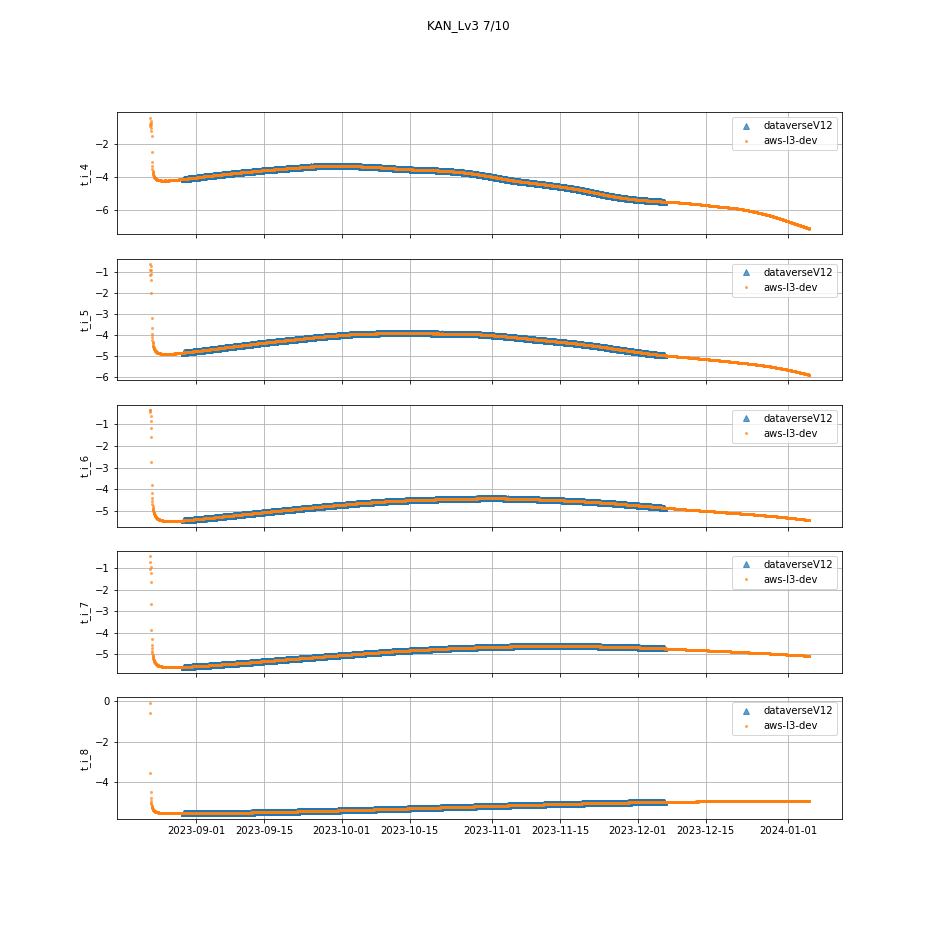 KAN_Lv3 7/10
dataverseV12
aws-l3-dev
−2
−4
−6
t_i_4
dataverseV12
aws-l3-dev
−1
−2
−3
−4
−5
−6
t_i_5
dataverseV12
aws-l3-dev
−1
−2
−3
−4
−5
t_i_6
dataverseV12
aws-l3-dev
−1
−2
−3
−4
−5
t_i_7
dataverseV12
aws-l3-dev
0
−2
−4
t_i_8
2023-09-01 2023-09-15 2023-10-01 2023-10-15 2023-11-01 2023-11-15 2023-12-01 2023-12-15 2024-01-01